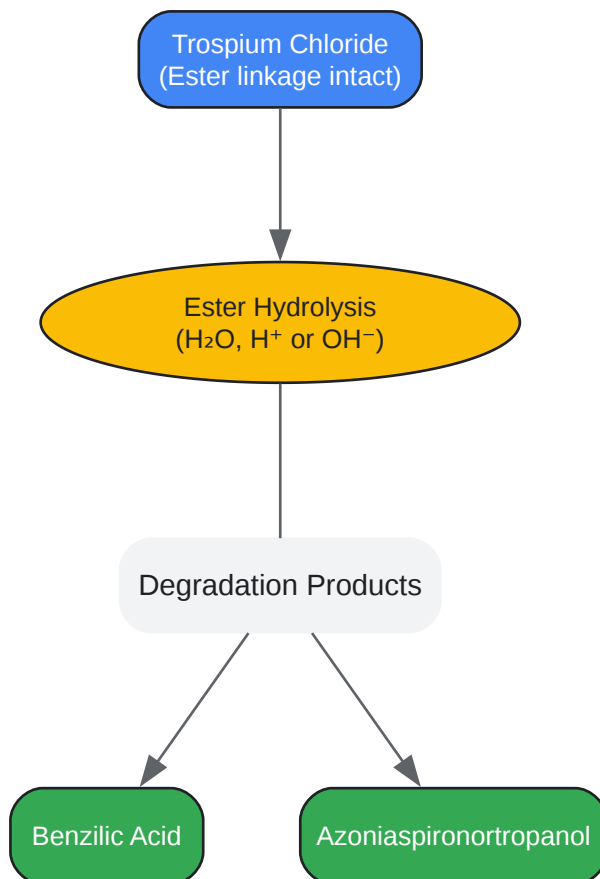 Trospium Chloride
(Ester linkage intact)
Ester Hydrolysis
(H₂O, H⁺ or OH⁻)
Degradation Products
Benzilic Acid
Azoniaspironortropanol